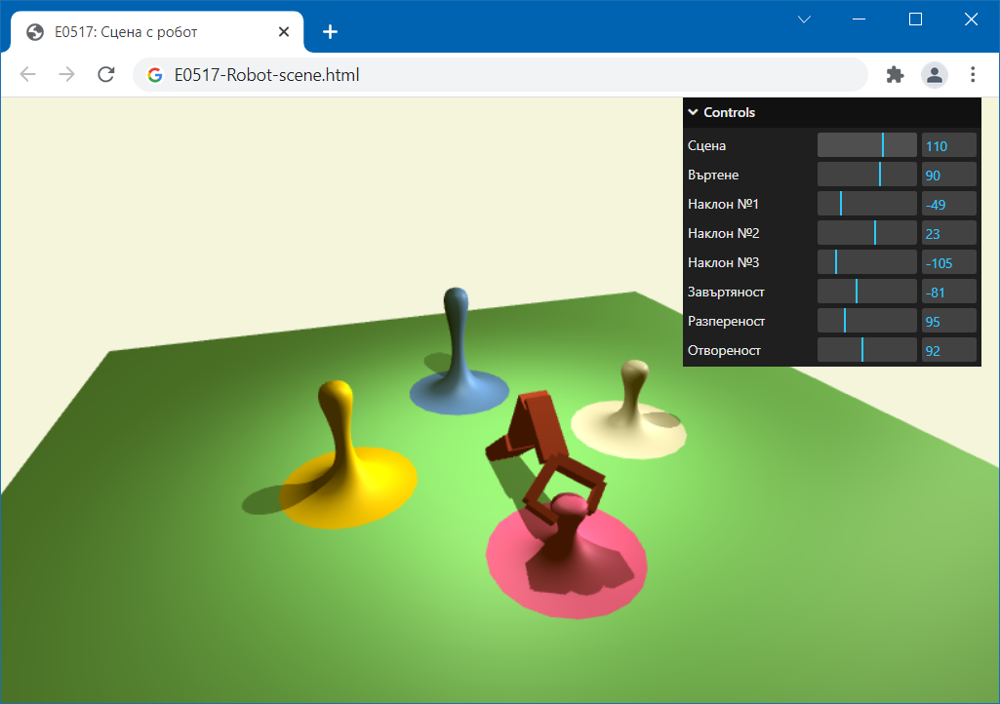 E0517: Сцена с робот
E0517-Robot-scene.html
Controls
Сцена 110
Въртене 90
Наклон №1 -49
Наклон №2 23
Наклон №3 -105
Завъртяност -81
Разпереност 95
Отвореност 92